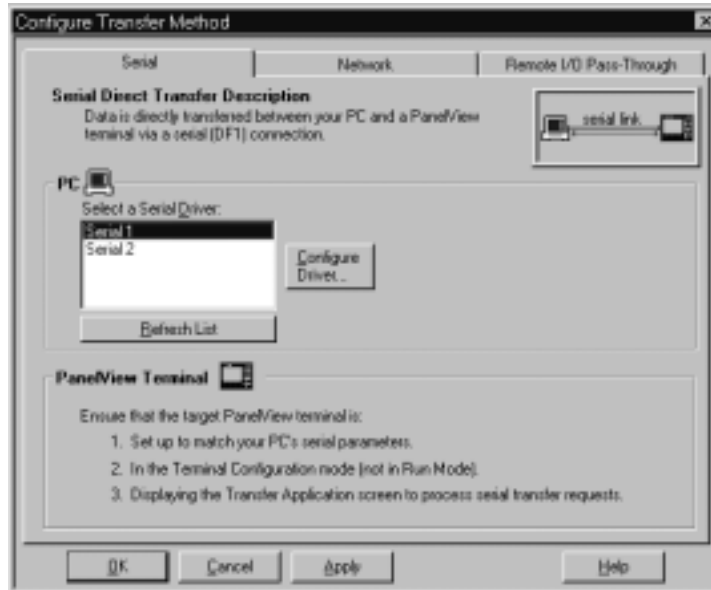 Configure Transfer Method
Serial
Network
Remote I/O Pass-Through
Serial Direct Transfer Description
Data is directly transferred between your PC and a PanelView
terminal via a serial (DF1) connection.
serial link
PC
Select a Serial Driver:
Serial 1
Serial 2
Configure
Driver...
Refresh List
PanelView Terminal
Ensure that the target PanelView terminal is:
1. Set up to match your PC's serial parameters.
2. In the Terminal Configuration mode (not in Run Mode).
3. Displaying the Transfer Application screen to process serial transfer requests.
OK
Cancel
Apply
Help